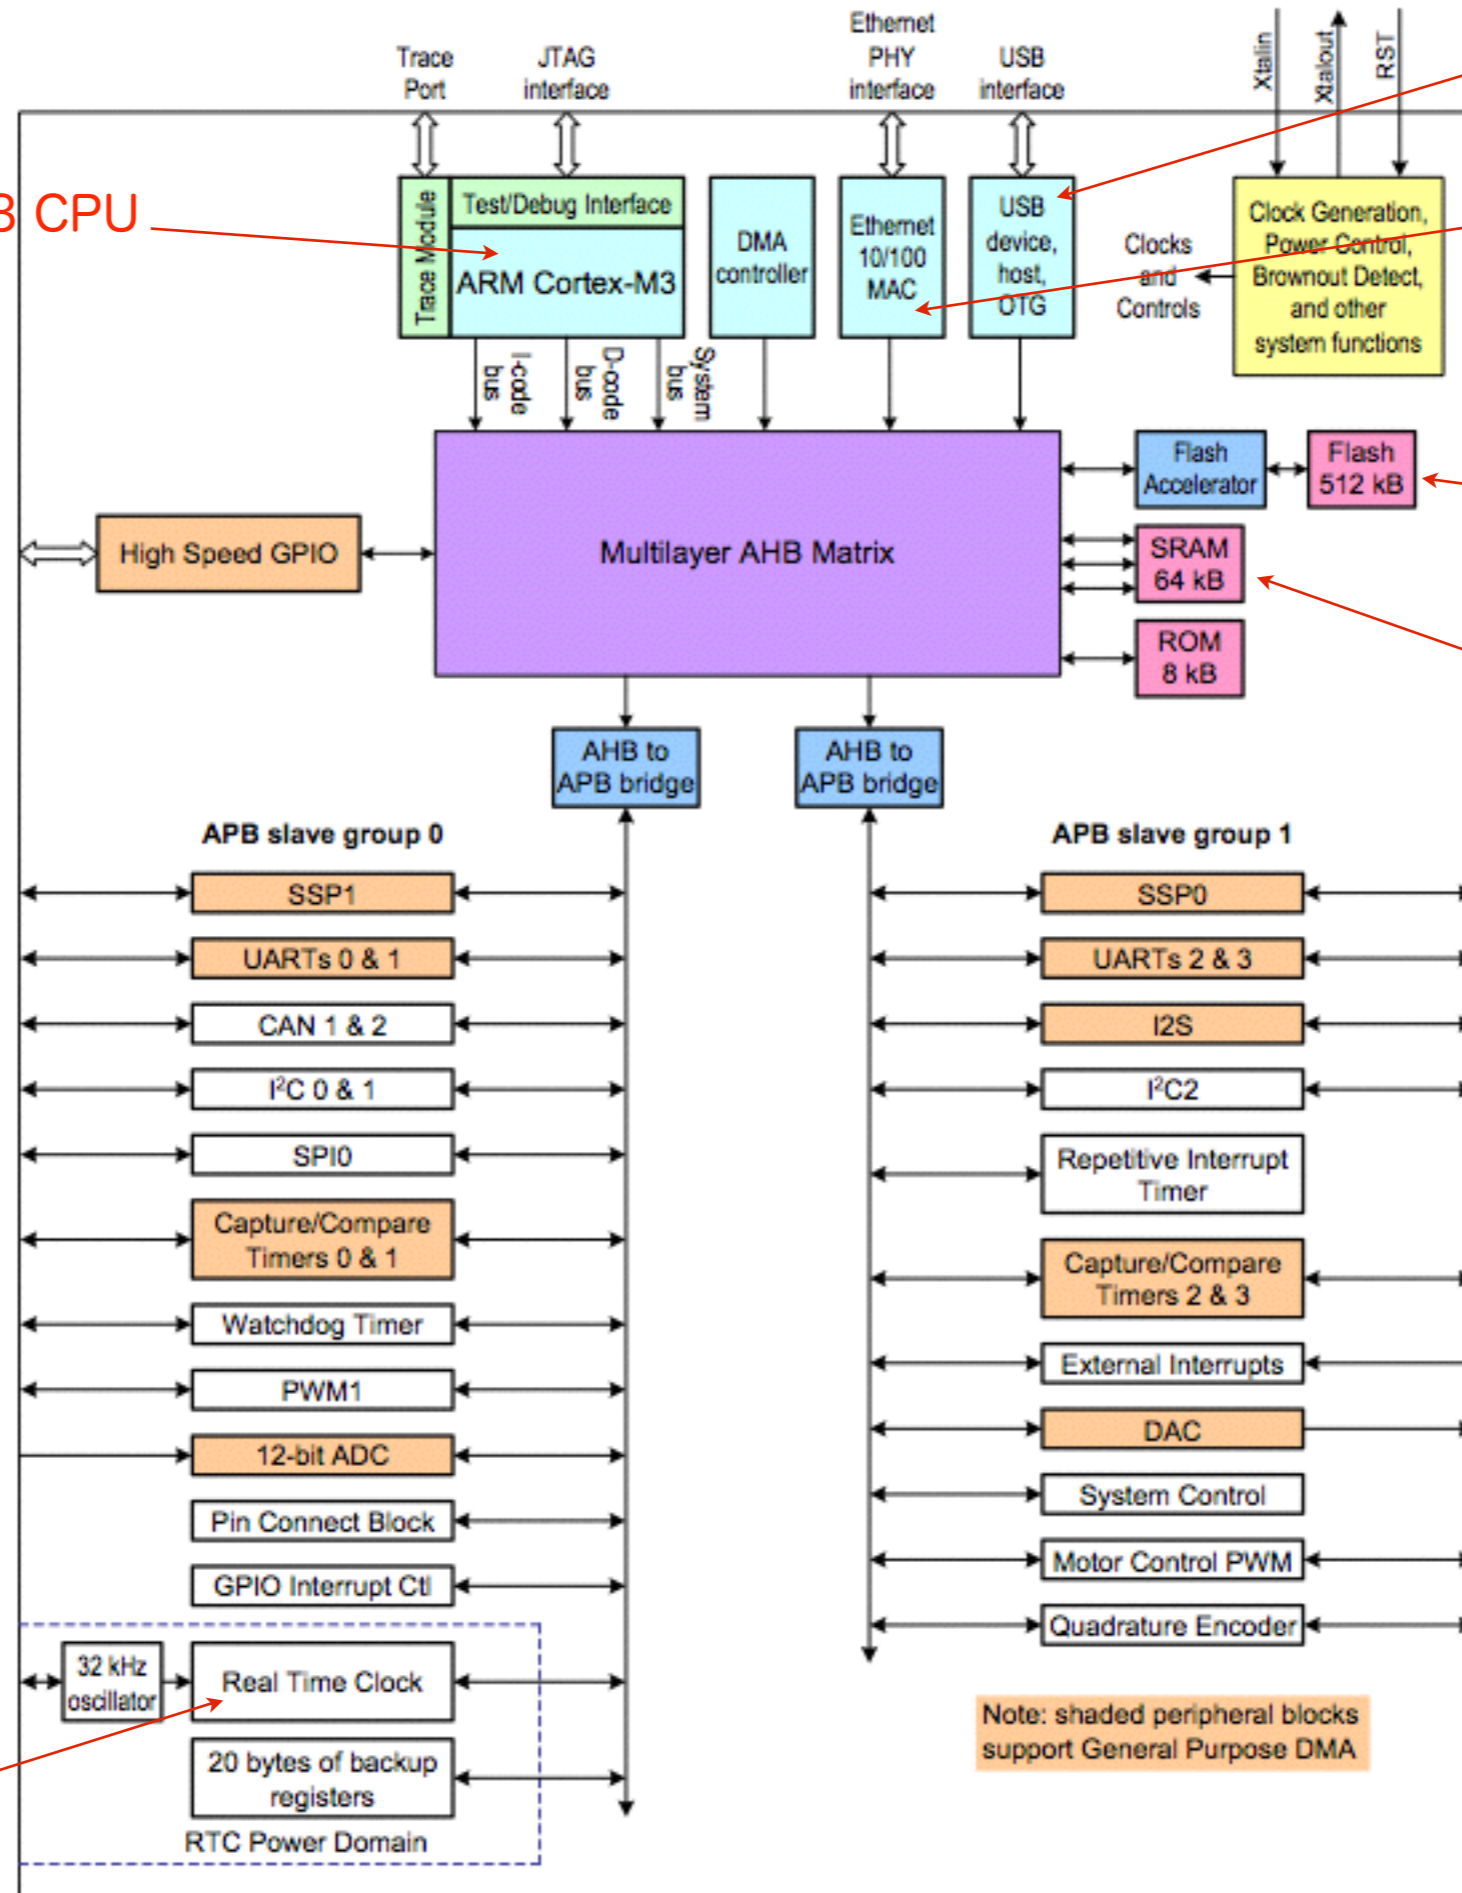 Trace
Port
JTAG
interface
Ethernet
PHY
interface
USB
interface
Xtalin
Xtalout
RST
3 CPU
Trace Module
Test/Debug Interface
ARM Cortex-M3
DMA
controller
Ethernet
10/100
MAC
USB
device,
host,
OTG
Clocks
and
Controls
Clock Generation,
Power Control,
Brownout Detect,
and other
system functions
I-code
bus
D-code
bus
System
bus
High Speed GPIO
Multilayer AHB Matrix
Flash
Accelerator
Flash
512 kB
SRAM
64 kB
ROM
8 kB
AHB to
APB bridge
AHB to
APB bridge
APB slave group 0
SSP1
UARTs 0 & 1
CAN 1 & 2
I²C 0 & 1
SPI0
Capture/Compare
Timers 0 & 1
Watchdog Timer
PWM1
12-bit ADC
Pin Connect Block
GPIO Interrupt Ctl
32 kHz
oscillator
Real Time Clock
20 bytes of backup
registers
RTC Power Domain
APB slave group 1
SSP0
UARTs 2 & 3
I2S
I²C2
Repetitive Interrupt
Timer
Capture/Compare
Timers 2 & 3
External Interrupts
DAC
System Control
Motor Control PWM
Quadrature Encoder
Note: shaded peripheral blocks
support General Purpose DMA